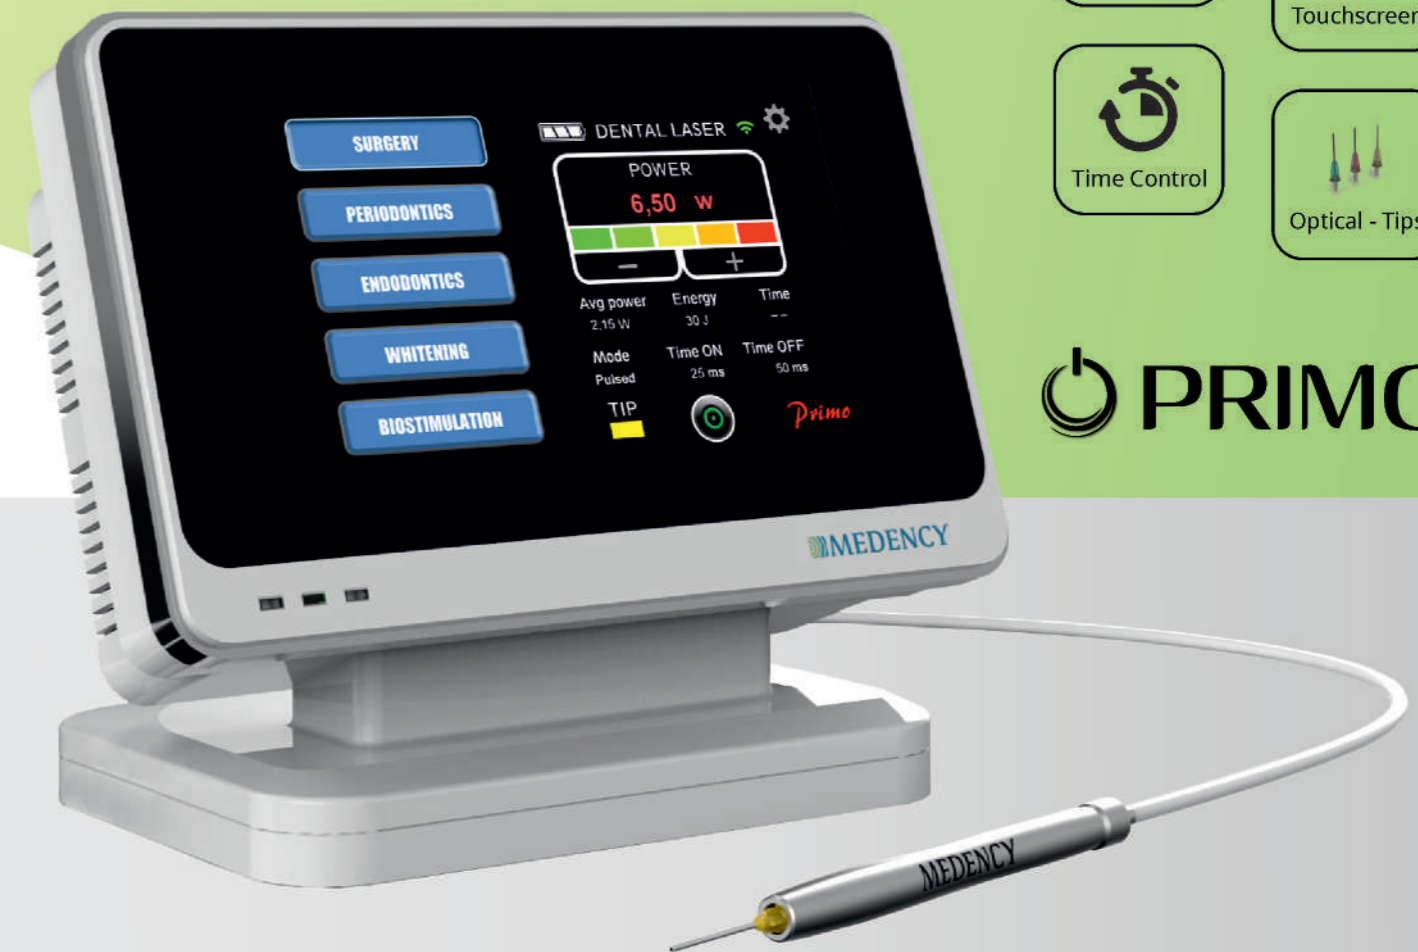 SURGERY
PERIODONTICS
ENDODONTICS
WHITENING
BIOSTIMULATION
DENTAL LASER
POWER
6,50 W
− +
Avg power Energy Time
2,15 W 30 J --
Mode Time ON Time OFF
Pulsed 25 ms 50 ms
TIP
Primo
MEDENCY
MEDENCY
Touchscreen
Time Control
Optical - Tips
PRIMO